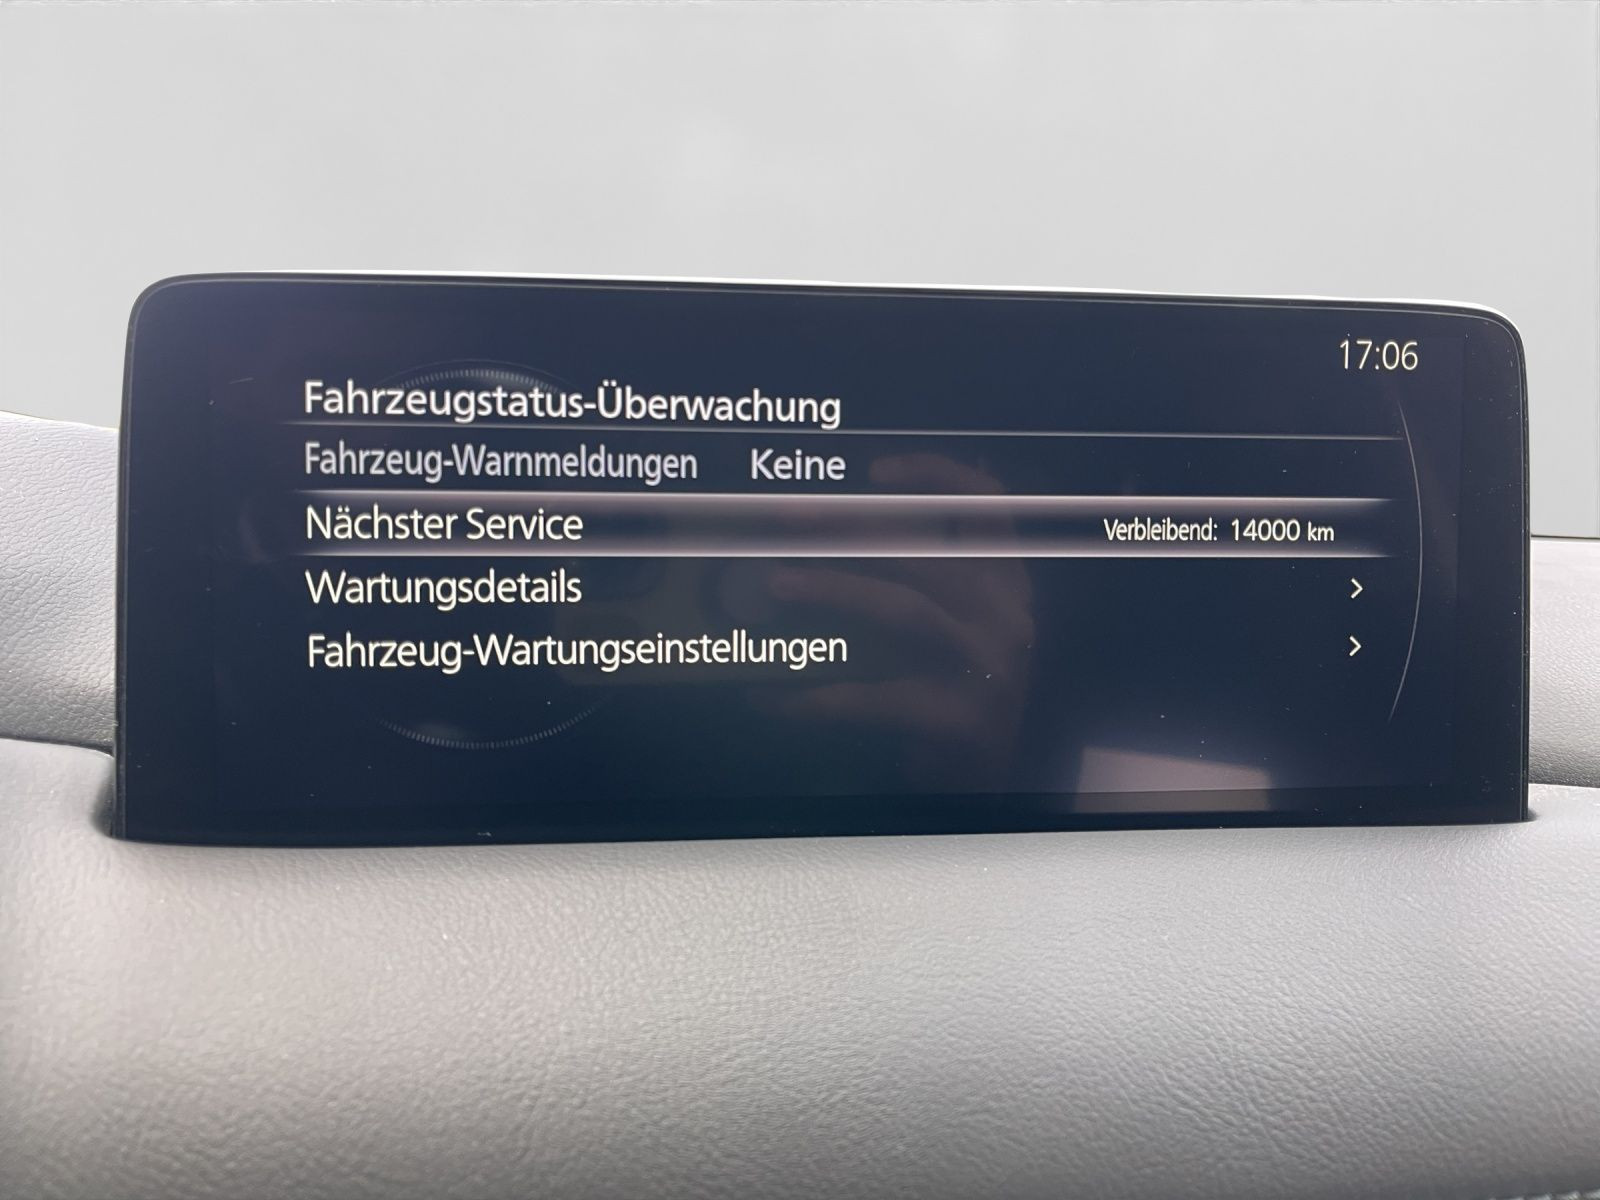 17:06
Fahrzeugstatus-Überwachung
Fahrzeug-Warnmeldungen Keine
Nächster Service Verbleibend: 14000 km
Wartungsdetails
Fahrzeug-Wartungseinstellungen